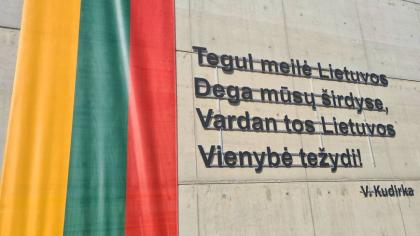 Tegul meilė Lietuvos
Dega mūsų širdyse,
Vardan tos Lietuvos
Vienybė težydi!
V. Kudirka